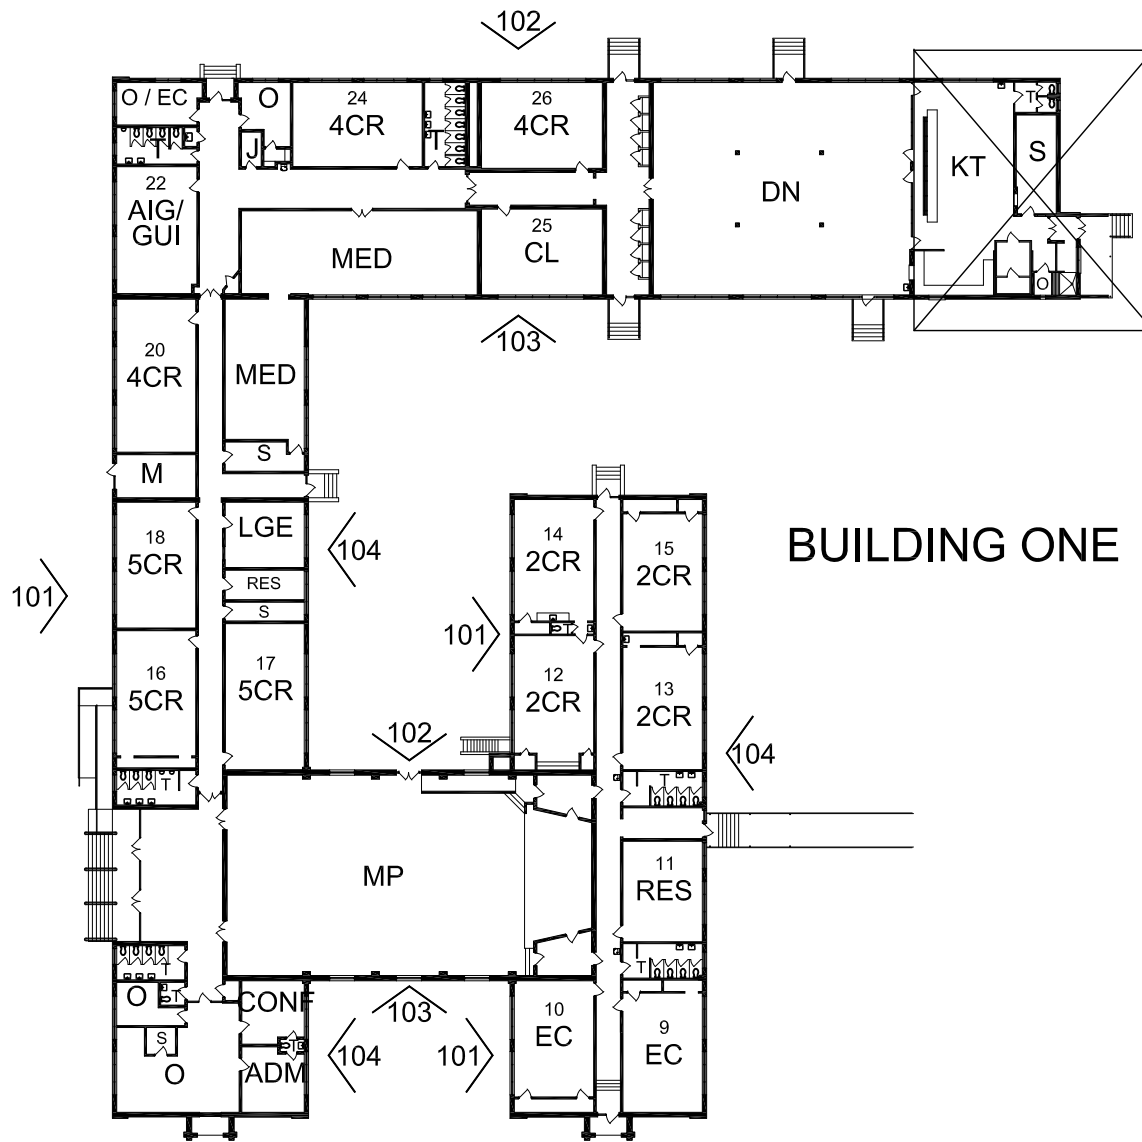 102
O / EC
O
24
4CR
26
4CR
T
T
J
T
S
KT
DN
22
AIG/
GUI
25
CL
MED
O
103
20
4CR
MED
S
M
LGE
104
18
5CR
14
2CR
15
2CR
BUILDING ONE
RES
101
S
T
101
16
5CR
17
5CR
12
2CR
13
2CR
102
104
T
T
11
RES
MP
T
T
O
T
CONF
103
10
EC
9
EC
S
O
T
ADM
104
101